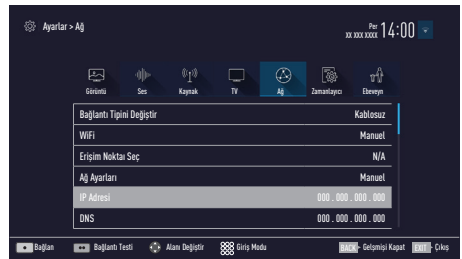 Ayarlar > Ağ
Per
xx xxx xxxx 14:00
Görüntü Ses Kaynak TV Ağ Zamanlayıcı Ebeveyn
Bağlantı Tipini Değiştir Kablosuz
WiFi Manuel
Erişim Noktaı Seç N/A
Ağ Ayarları Manuel
IP Adresi 000 . 000 . 000 . 000
DNS 000 . 000 . 000 . 000
Bağlan Bağlantı Testi Alanı Değiştir Giriş Modu BACK - Gelşmişi Kapat EXIT - Çıkış